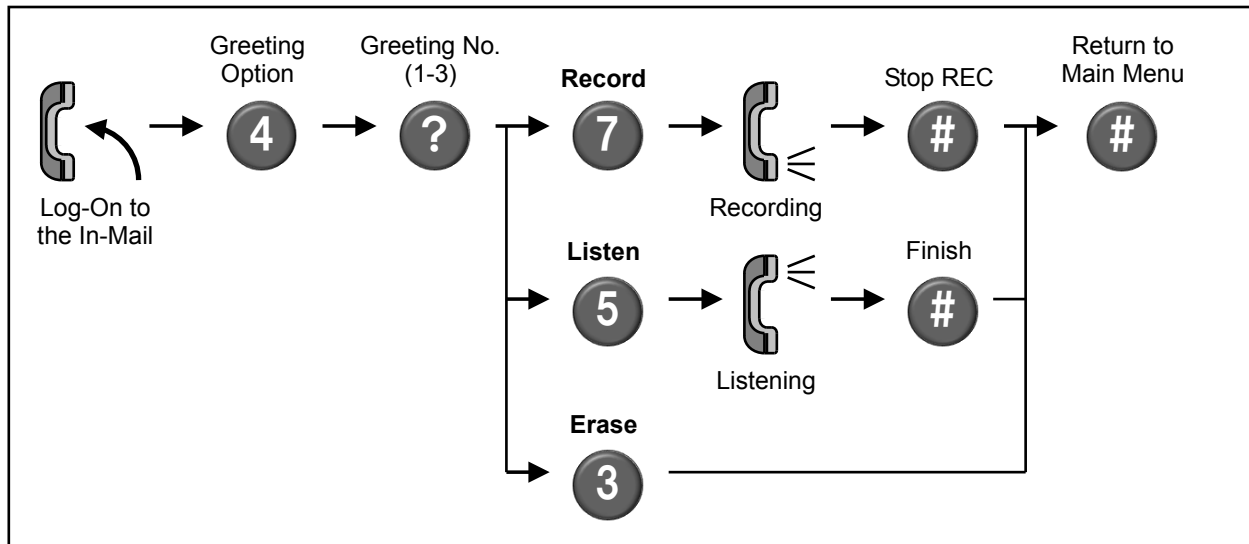 Greeting
Option
4
Greeting No.
(1-3)
?
Record
7
Stop REC
#
Return to
Main Menu
#
Log-On to
the In-Mail
Recording
Listen
5
Finish
#
Listening
Erase
3